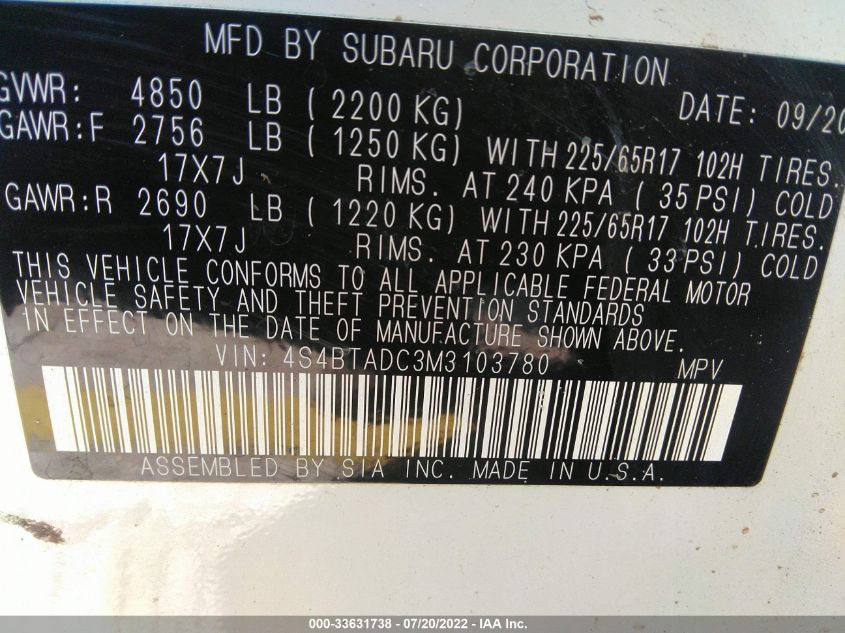 MFD BY SUBARU CORPORATION
GVWR: 4850 LB ( 2200 KG) DATE: 09/20
GAWR:F 2756 LB ( 1250 KG) WITH 225/65R17 102H TIRES.
17X7J RIMS. AT 240 KPA ( 35 PSI) COLD
GAWR:R 2690 LB ( 1220 KG) WITH 225/65R17 102H TIRES.
17X7J RIMS. AT 230 KPA ( 33 PSI) COLD
THIS VEHICLE CONFORMS TO ALL APPLICABLE FEDERAL MOTOR
VEHICLE SAFETY AND THEFT PREVENTION STANDARDS
IN EFFECT ON THE DATE OF MANUFACTURE SHOWN ABOVE.
VIN: 4S4BTADC3M3103780 MPV
ASSEMBLED BY SIA INC. MADE IN U.S.A.
000-33631738 - 07/20/2022 - IAA Inc.